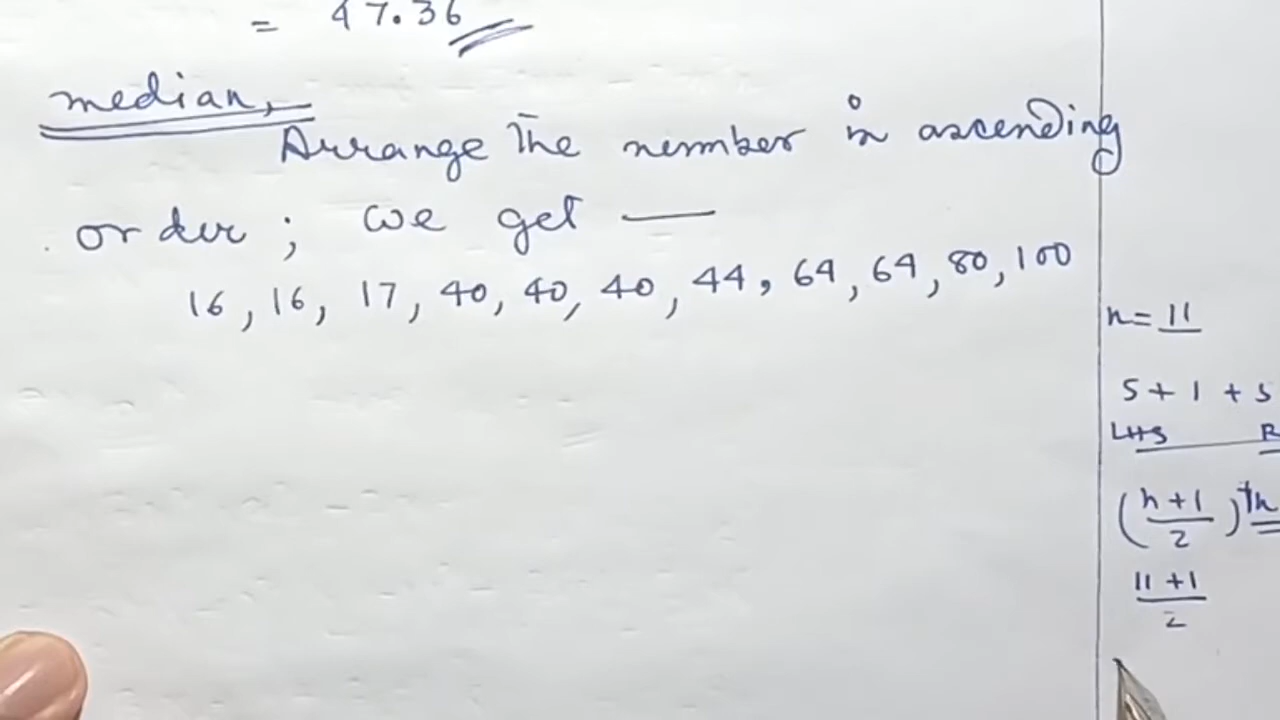 = 47.36
median,
Arrange The number in ascending
order ; we get —
16, 16, 17, 40, 40, 40, 44, 64, 64, 80, 100
n = 11
5 + 1 + 5
LHS R
(n+1/2)th
11+1/2